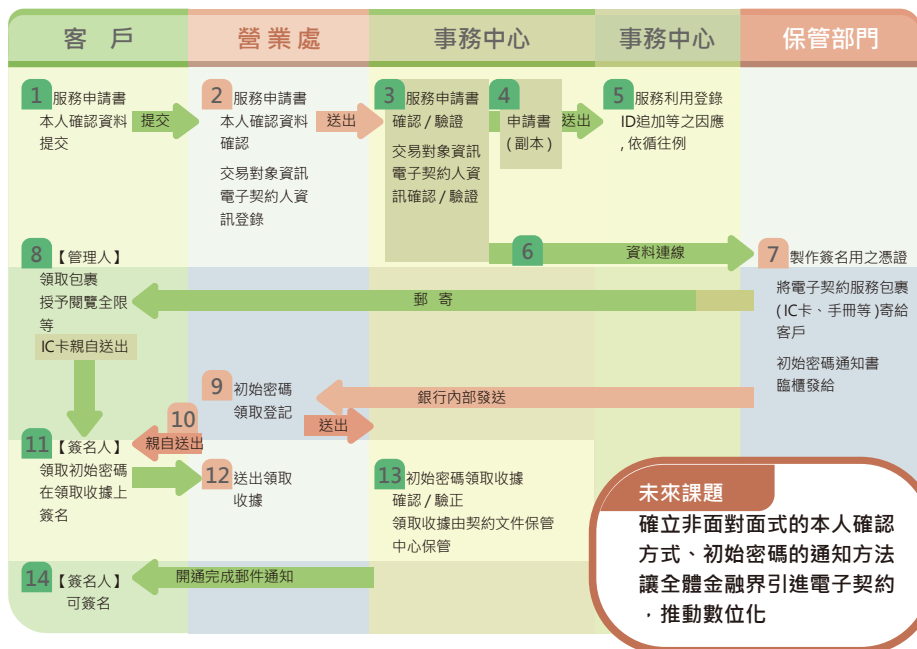 客 戶
營業處
事務中心
事務中心
保管部門
1 服務申請書
本人確認資料
提交
提交
2 服務申請書
本人確認資料
確認
交易對象資訊
電子契約人資
訊登錄
送出
3 服務申請書
確認 / 驗證
交易對象資訊
電子契約人資
訊確認 / 驗證
4
申請書
( 副本 )
送出
5 服務利用登錄
ID追加等之因應
, 依循往例
6 資料連線
7 製作簽名用之憑證
將電子契約服務包裹
( IC卡、手冊等 )寄給
客戶
初始密碼通知書
臨櫃發給
郵 寄
8 【管理人】
領取包裹
授予閱覽全限
等
IC卡親自送出
銀行內部發送
9 初始密碼
領取登記
送出
10
親自送出
11 【簽名人】
領取初始密碼
在領取收據上
簽名
12 送出領取
收據
13 初始密碼領取收據
確認 / 驗正
領取收據由契約文件保管
中心保管
開通完成郵件通知
14 【簽名人】
可簽名
未來課題
確立非面對面式的本人確認
方式、初始密碼的通知方法
讓全體金融界引進電子契約
，推動數位化